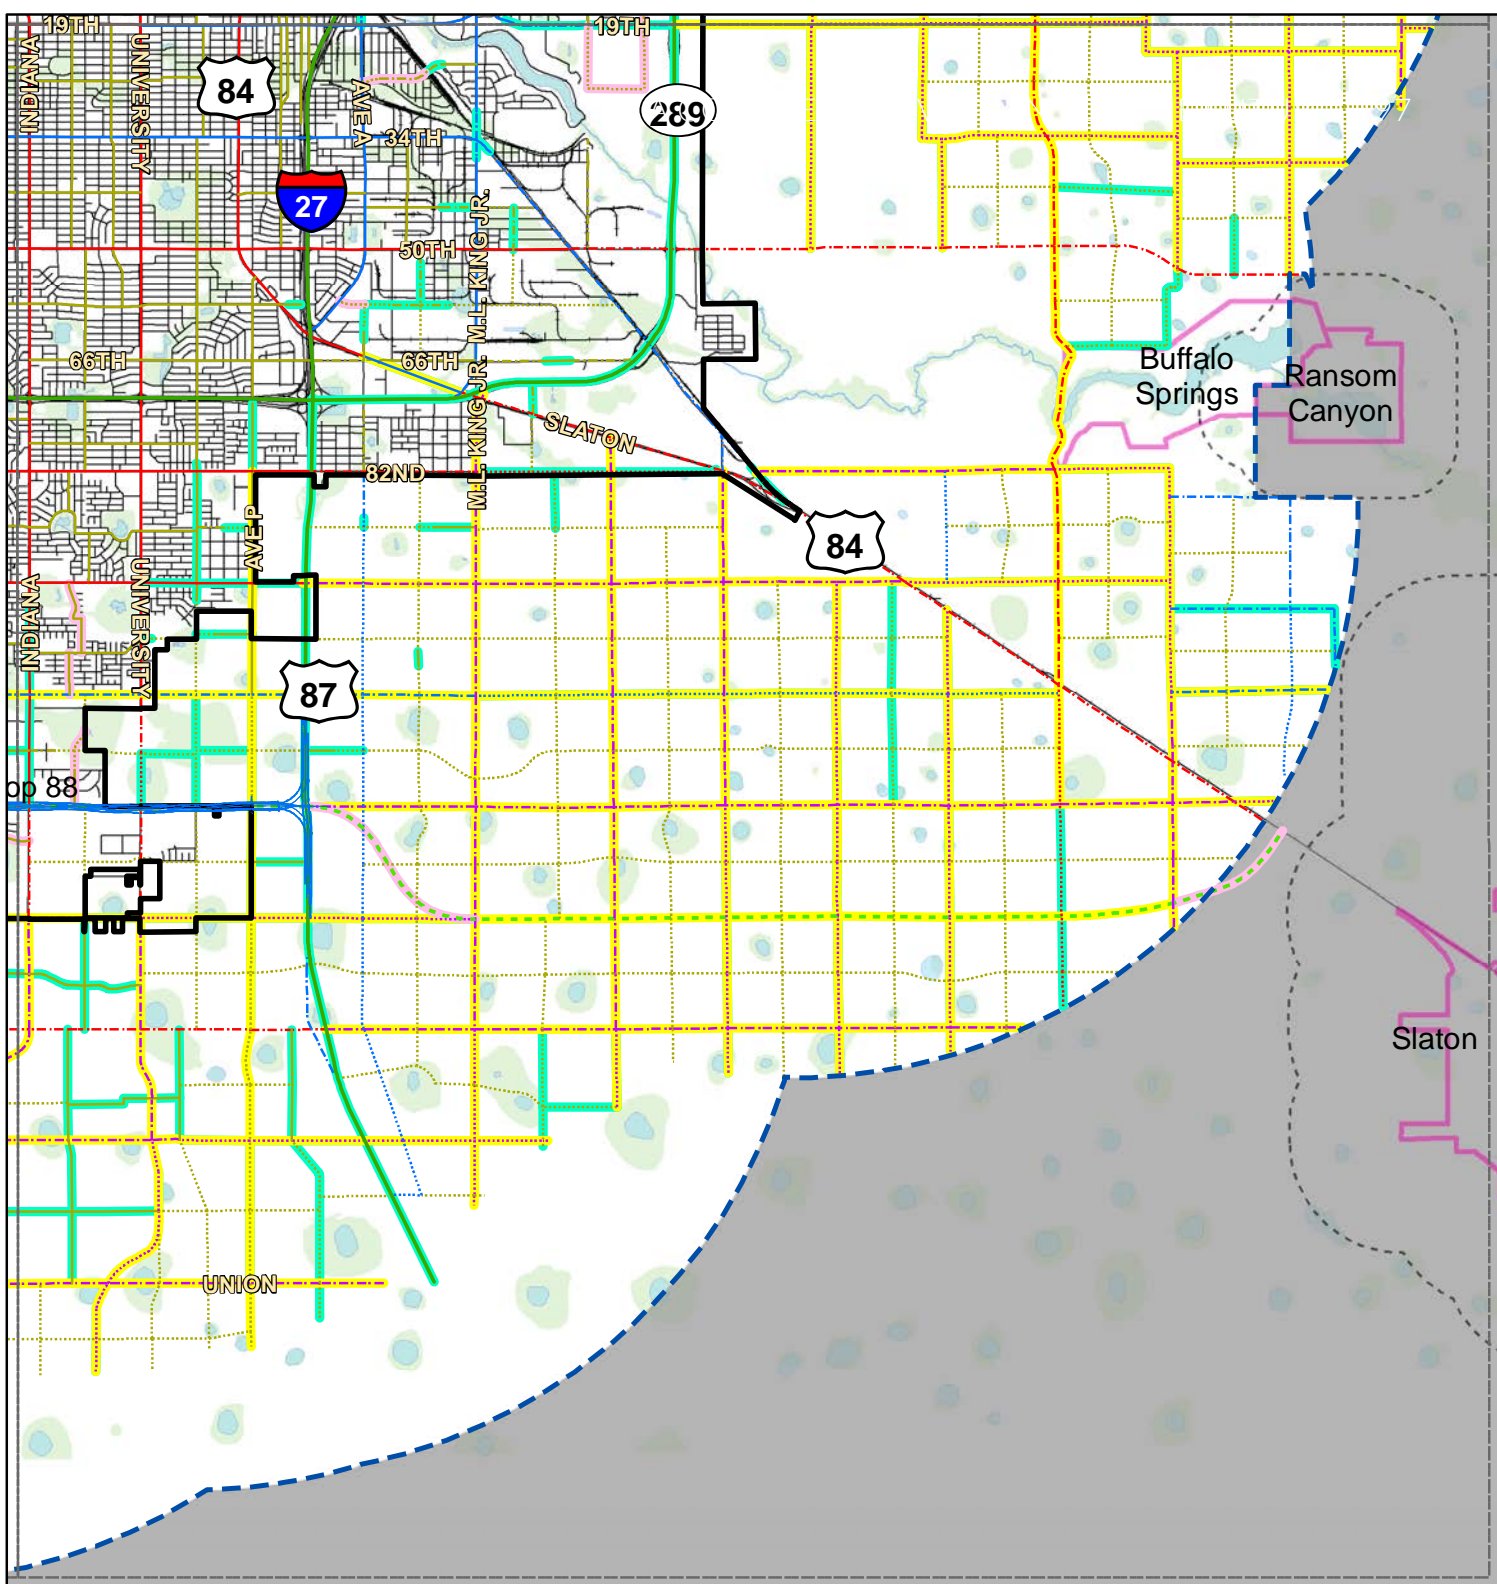 19TH
19TH
INDIANA
UNIVERSITY
84
AVE A
289
34TH
27
50TH
M.L. KING JR.
66TH
66TH
M.L. KING JR.
Buffalo
Springs
Ransom
Canyon
SLATON
82ND
AVE P
84
INDIANA
UNIVERSITY
87
op 88
Slaton
UNION